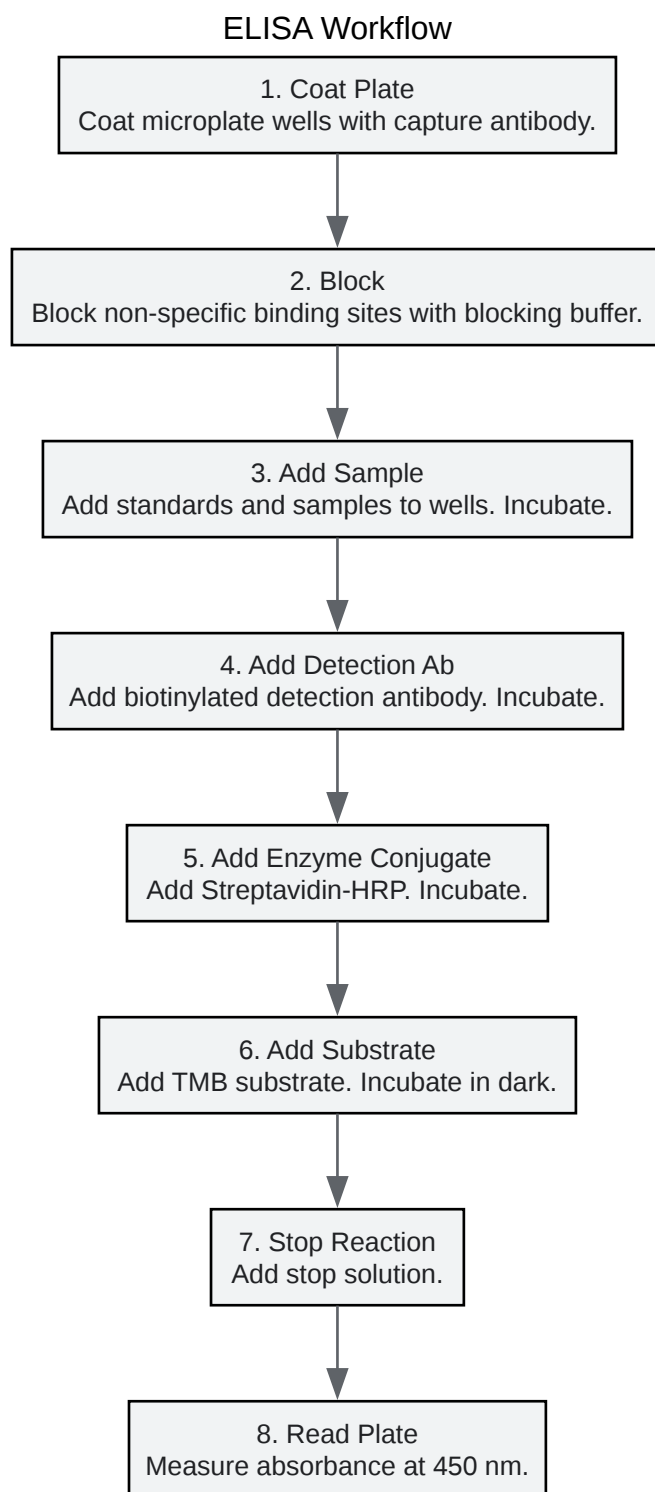 ELISA Workflow
1. Coat Plate
Coat microplate wells with capture antibody.
2. Block
Block non-specific binding sites with blocking buffer.
3. Add Sample
Add standards and samples to wells. Incubate.
4. Add Detection Ab
Add biotinylated detection antibody. Incubate.
5. Add Enzyme Conjugate
Add Streptavidin-HRP. Incubate.
6. Add Substrate
Add TMB substrate. Incubate in dark.
7. Stop Reaction
Add stop solution.
8. Read Plate
Measure absorbance at 450 nm.